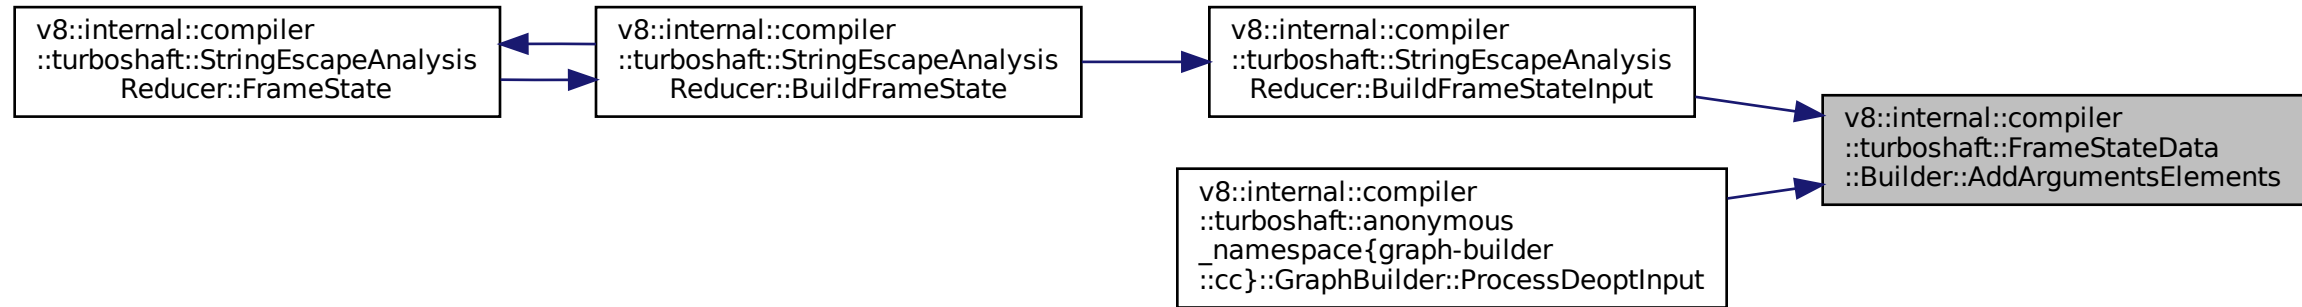 v8::internal::compiler
::turboshaft::StringEscapeAnalysis
Reducer::FrameState
v8::internal::compiler
::turboshaft::StringEscapeAnalysis
Reducer::BuildFrameState
v8::internal::compiler
::turboshaft::StringEscapeAnalysis
Reducer::BuildFrameStateInput
v8::internal::compiler
::turboshaft::FrameStateData
::Builder::AddArgumentsElements
v8::internal::compiler
::turboshaft::anonymous
_namespace{graph-builder
::cc}::GraphBuilder::ProcessDeoptInput